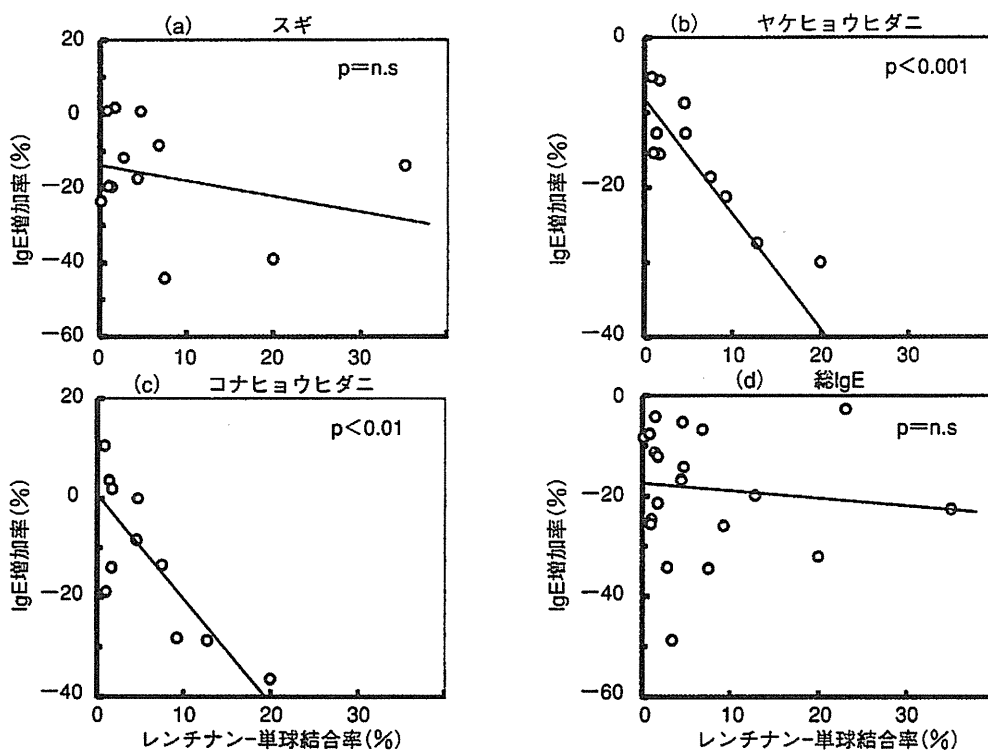 (a) スギ
p=n.s
20
0
−20
−40
−60
0 10 20 30
IgE増加率(%)
(b) ヤケヒョウヒダニ
p<0.001
0
−20
−40
0 10 20 30
IgE増加率(%)
(c) コナヒョウヒダニ
p<0.01
20
0
−20
−40
0 10 20 30
IgE増加率(%)
レンチナン-単球結合率(%)
(d) 総IgE
p=n.s
0
−20
−40
−60
0 10 20 30
IgE増加率(%)
レンチナン-単球結合率(%)